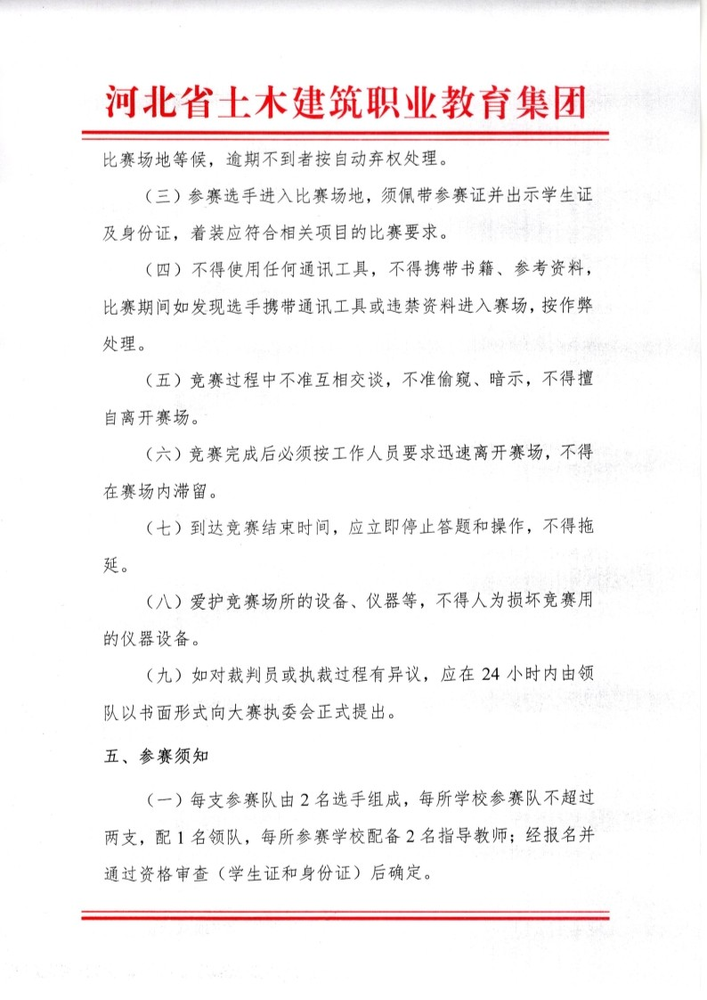 河北省土木建筑职业教育集团
比赛场地等候，逾期不到者按自动弃权处理。
（三）参赛选手进入比赛场地，须佩带参赛证并出示学生证
及身份证，着装应符合相关项目的比赛要求。
（四）不得使用任何通讯工具，不得携带书籍、参考资料，
比赛期间如发现选手携带通讯工具或违禁资料进入赛场，按作弊
处理。
（五）竞赛过程中不准互相交谈，不准偷窥、暗示，不得擅
自离开赛场。
（六）竞赛完成后必须按工作人员要求迅速离开赛场，不得
在赛场内滞留。
（七）到达竞赛结束时间，应立即停止答题和操作，不得拖
延。
（八）爱护竞赛场所的设备、仪器等，不得人为损坏竞赛用
的仪器设备。
（九）如对裁判员或执裁过程有异议，应在 24 小时内由领
队以书面形式向大赛执委会正式提出。
五、参赛须知
（一）每支参赛队由 2 名选手组成，每所学校参赛队不超过
两支，配 1 名领队，每所参赛学校配备 2 名指导教师；经报名并
通过资格审查（学生证和身份证）后确定。